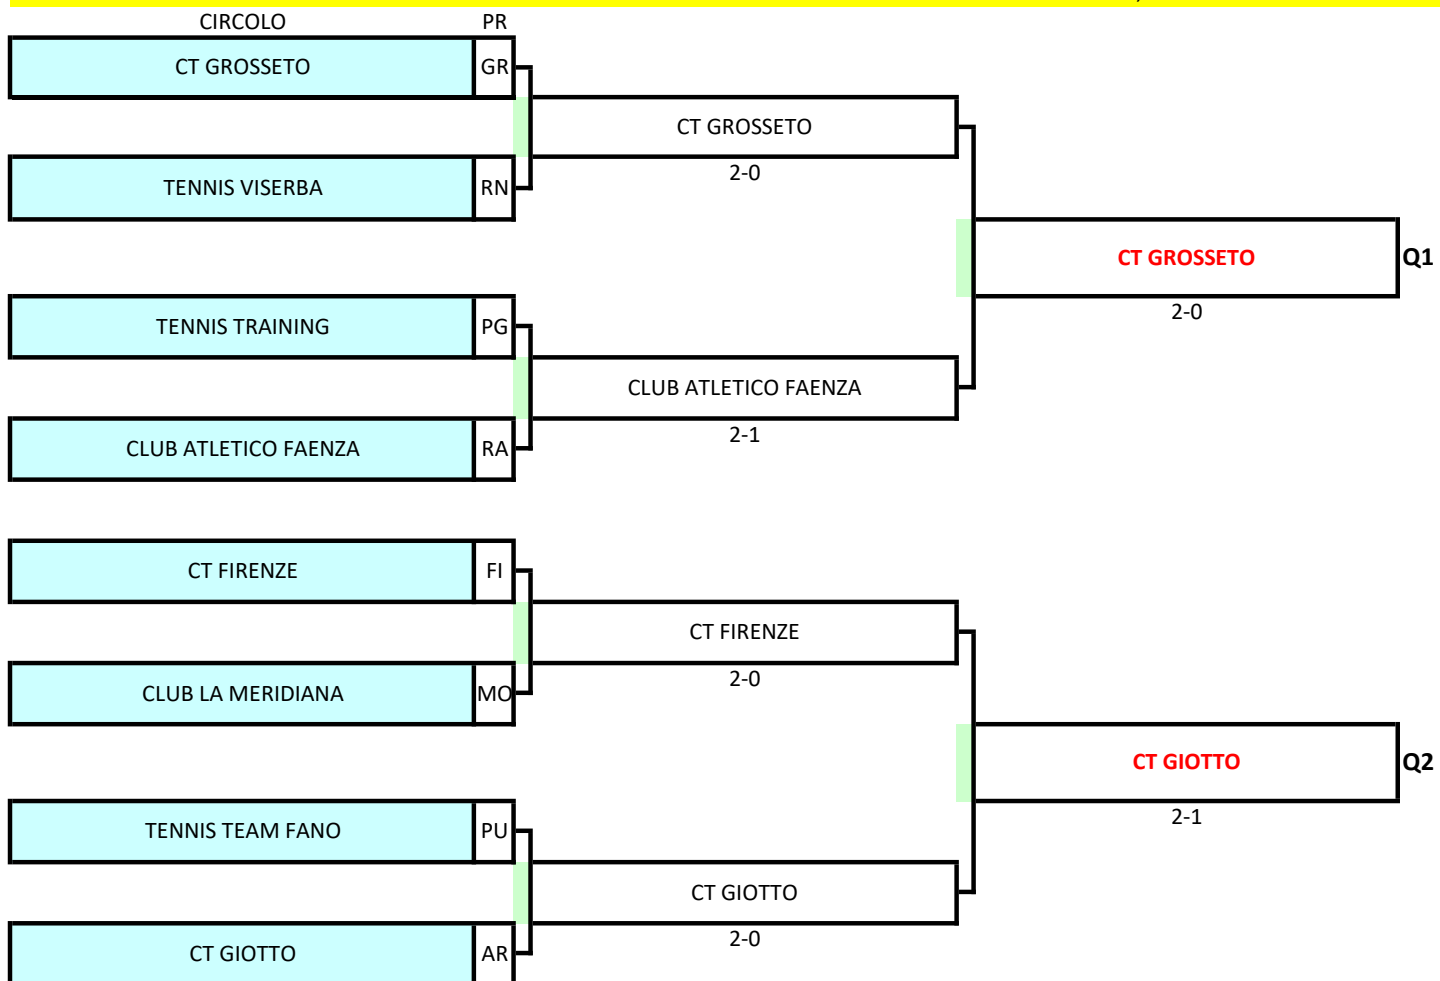 CIRCOLO PR
CT GROSSETO GR
CT GROSSETO
2-0
TENNIS VISERBA RN
CT GROSSETO Q1
2-0
TENNIS TRAINING PG
CLUB ATLETICO FAENZA
2-1
CLUB ATLETICO FAENZA RA
CT FIRENZE FI
CT FIRENZE
2-0
CLUB LA MERIDIANA MO
CT GIOTTO Q2
2-1
TENNIS TEAM FANO PU
CT GIOTTO
2-0
CT GIOTTO AR